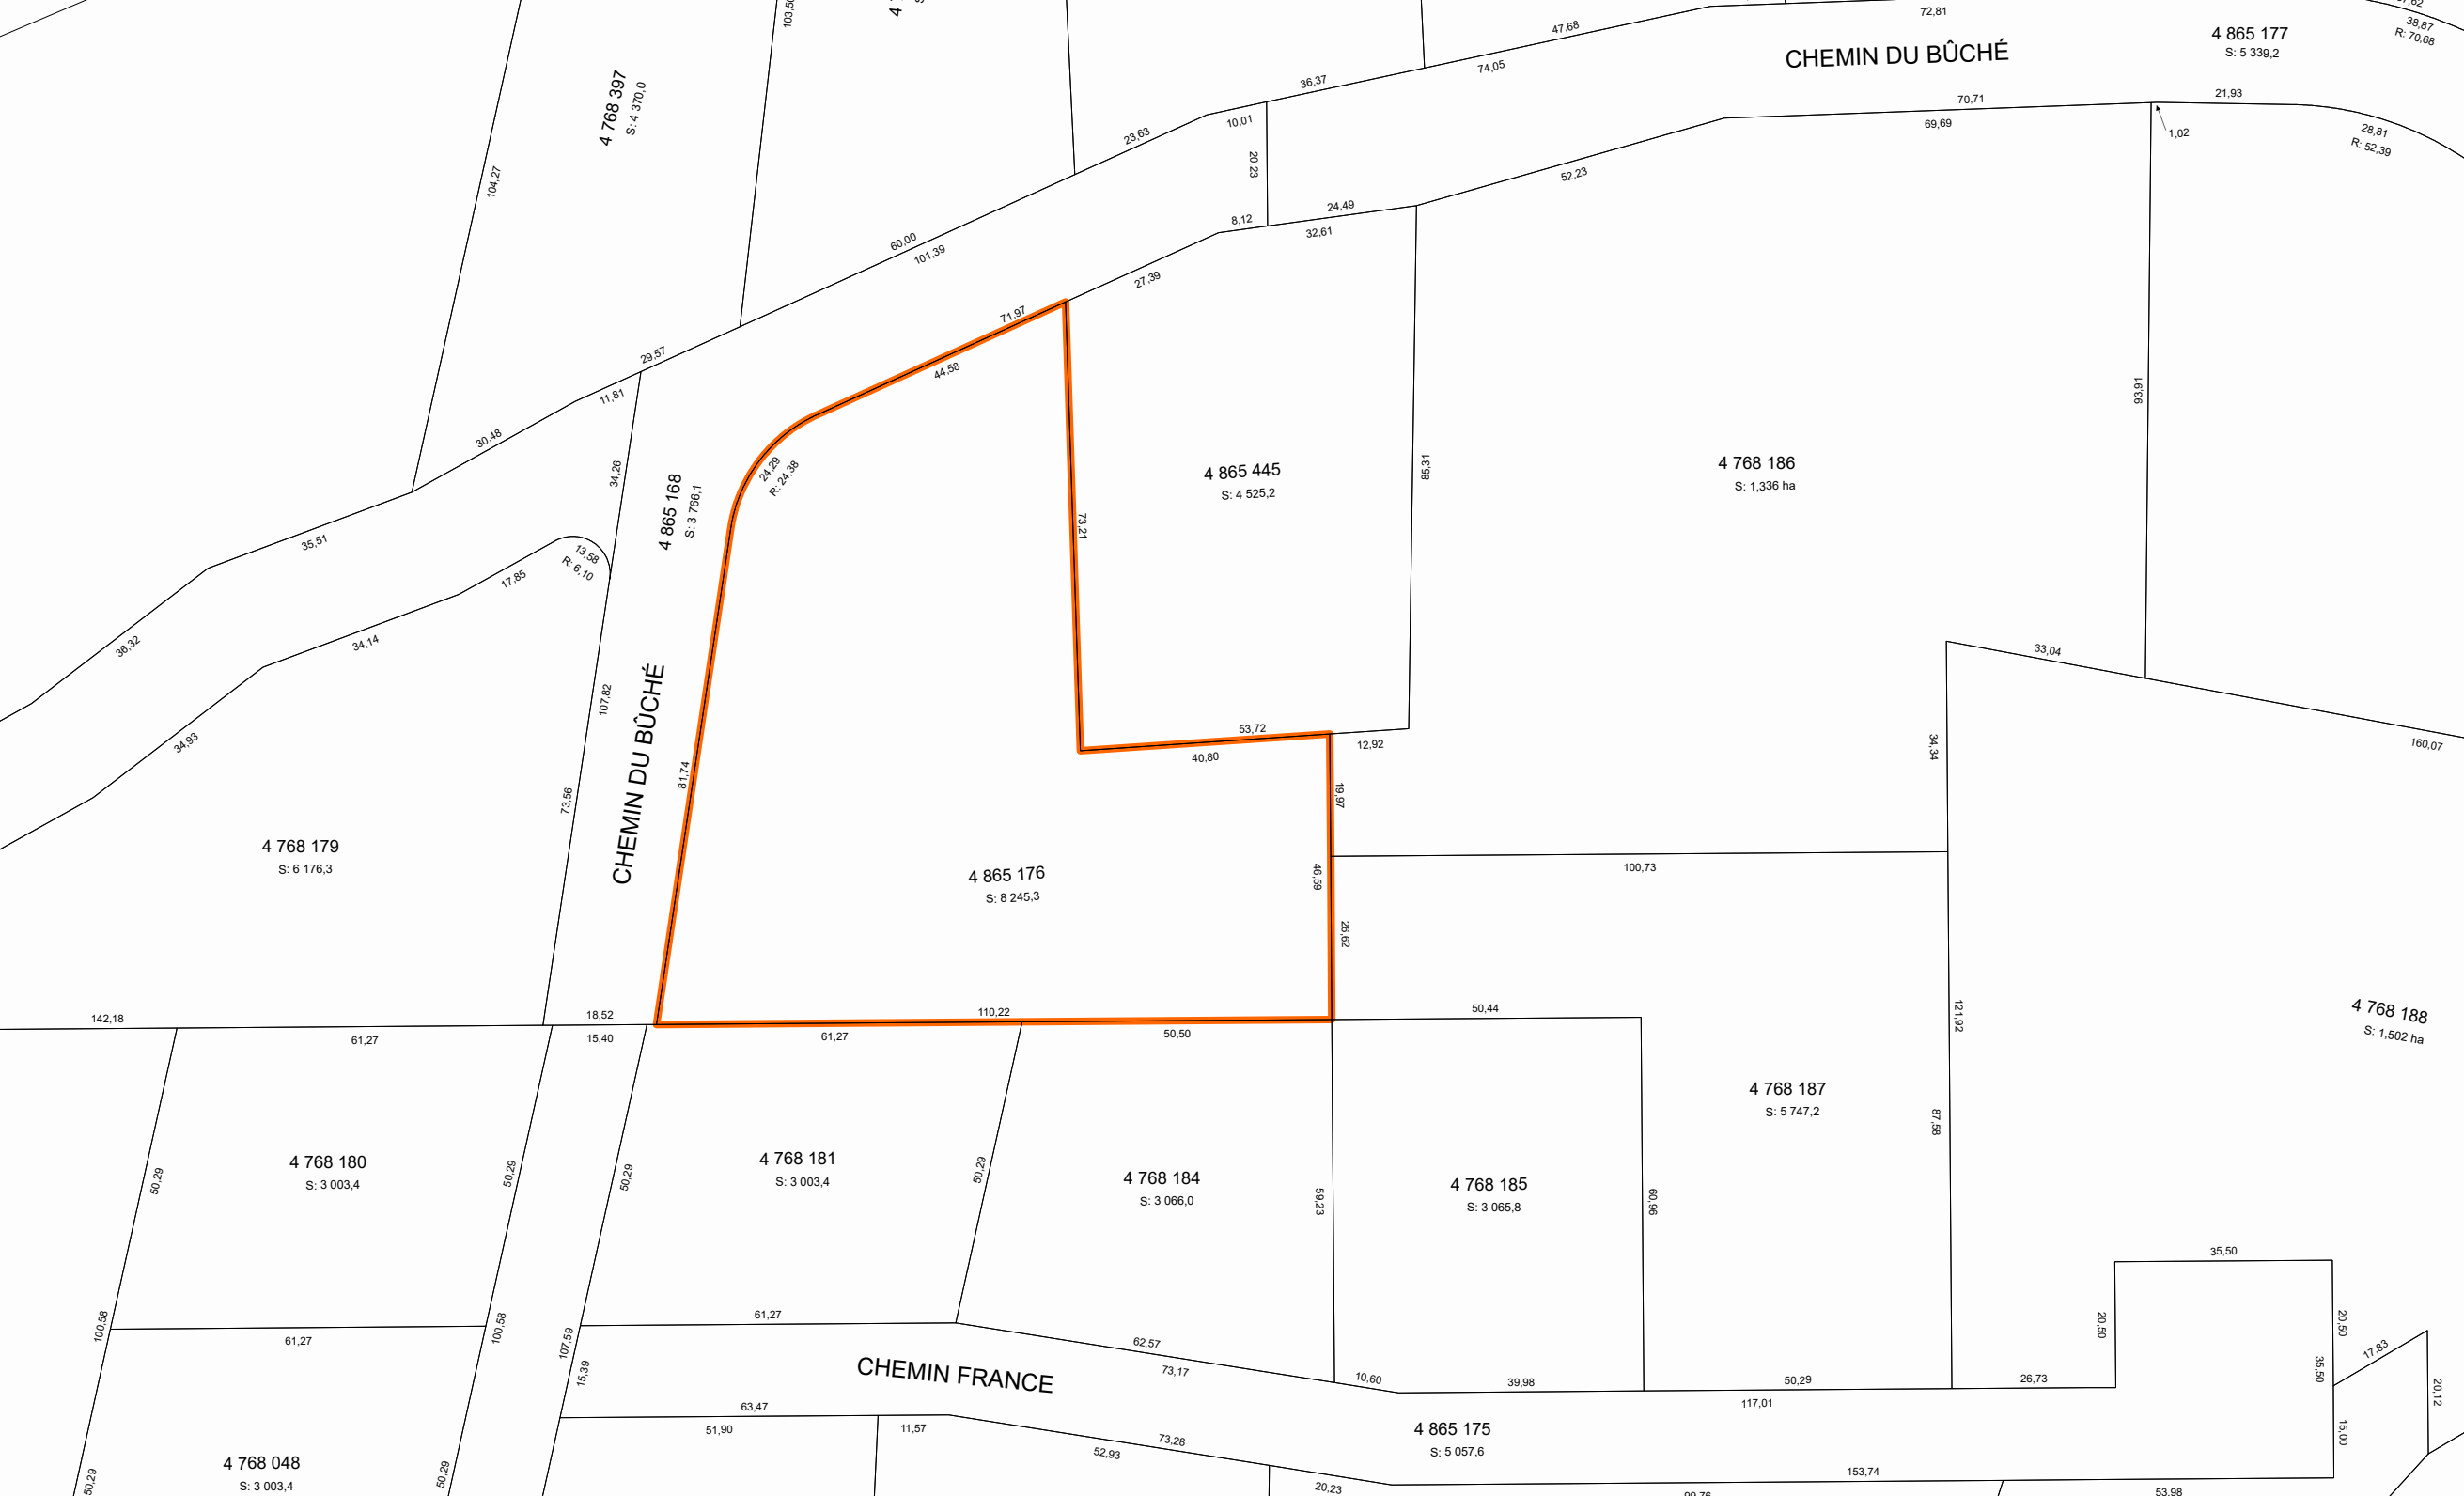 103,50
47,68
72,81
38,87
R: 70,68
4 865 177
S: 5 339,2
CHEMIN DU BÛCHÉ
74,05
36,37
4 768 397
S: 4 370,0
104,27
23,63
10,01
20,23
70,71
69,69
21,93
1,02
28,81
R: 52,39
52,23
24,49
8,12
32,61
60,00
101,39
27,39
71,97
44,58
29,57
11,81
30,48
34,26
24,29
R: 24,38
73,21
4 865 445
S: 4 525,2
85,31
4 768 186
S: 1,336 ha
93,91
4 865 168
S: 3 766,1
35,51
13,58
R: 6,10
17,85
36,32
34,14
34,93
107,82
CHEMIN DU BÛCHÉ
81,74
73,56
53,72
40,80
12,92
19,97
33,04
34,34
160,07
4 768 179
S: 6 176,3
4 865 176
S: 8 245,3
46,59
26,62
100,73
142,18
61,27
18,52
15,40
110,22
61,27
50,50
50,44
121,92
4 768 188
S: 1,502 ha
4 768 187
S: 5 747,2
87,58
50,29
4 768 180
S: 3 003,4
50,29
50,29
4 768 181
S: 3 003,4
50,29
4 768 184
S: 3 066,0
59,23
4 768 185
S: 3 065,8
60,96
35,50
20,50
20,50
35,50
17,83
20,12
15,00
100,58
61,27
100,58
107,59
15,39
61,27
62,57
73,17
CHEMIN FRANCE
10,60
39,98
50,29
26,73
117,01
63,47
51,90
11,57
52,93
73,28
4 865 175
S: 5 057,6
153,74
4 768 048
S: 3 003,4
50,29
50,29
20,23
99,76
53,98